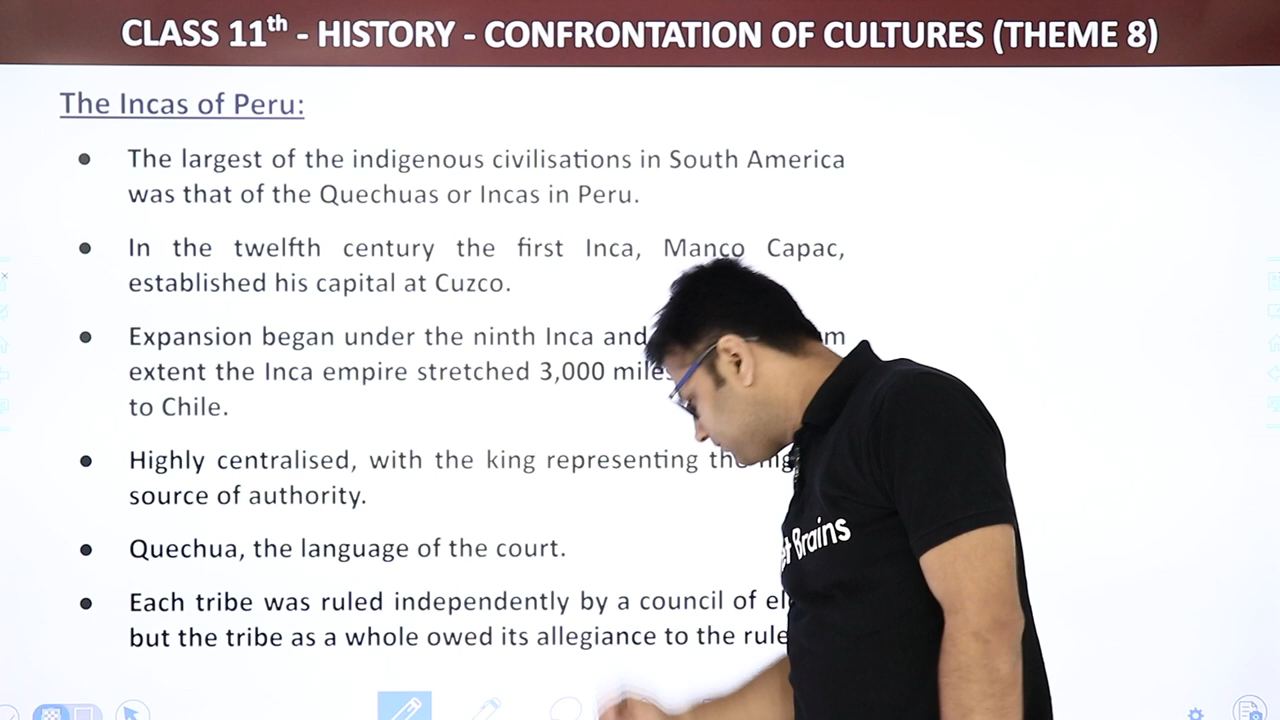 CLASS 11th - HISTORY - CONFRONTATION OF CULTURES (THEME 8)
The Incas of Peru:
The largest of the indigenous civilisations in South America
was that of the Quechuas or Incas in Peru.
In the twelfth century the first Inca, Manco Capac,
established his capital at Cuzco.
Expansion began under the ninth Inca and
extent the Inca empire stretched 3,000
to Chile.
Highly centralised, with the king representing
source of authority.
Quechua, the language of the court.
Each tribe was ruled independently by a council of
but the tribe as a whole owed its allegiance to the
Brains